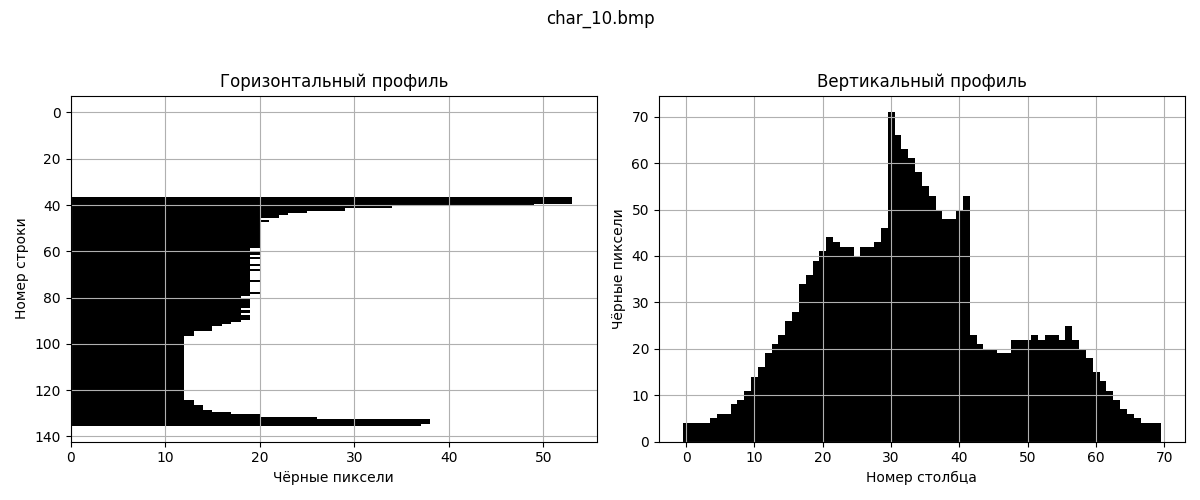 char_10.bmp
Горизонтальный профиль
Номер строки
0
20
40
60
80
100
120
140
0 10 20 30 40 50
Чёрные пиксели
Вертикальный профиль
Чёрные пиксели
70
60
50
40
30
20
10
0
0 10 20 30 40 50 60 70
Номер столбца